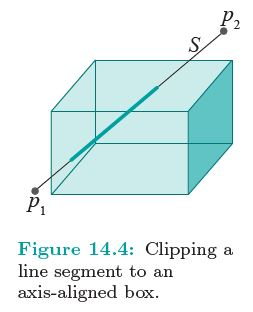 p2
S
p1
Figure 14.4: Clipping a
line segment to an
axis-aligned box.